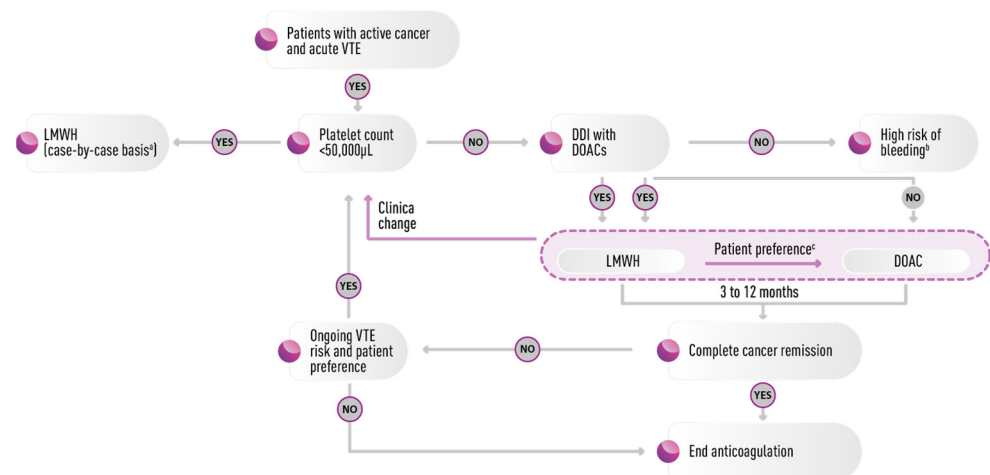 Patients with active cancer
and acute VTE
YES
LMWH
(case-by-case basisª)
YES
Platelet count
<50,000µL
NO
DDI with
DOACs
NO
High risk of
bleedingᵇ
YES
YES
NO
Clinica
change
LMWH
Patient preferenceᶜ
DOAC
3 to 12 months
YES
Ongoing VTE
risk and patient
preference
NO
Complete cancer remission
NO
YES
End anticoagulation